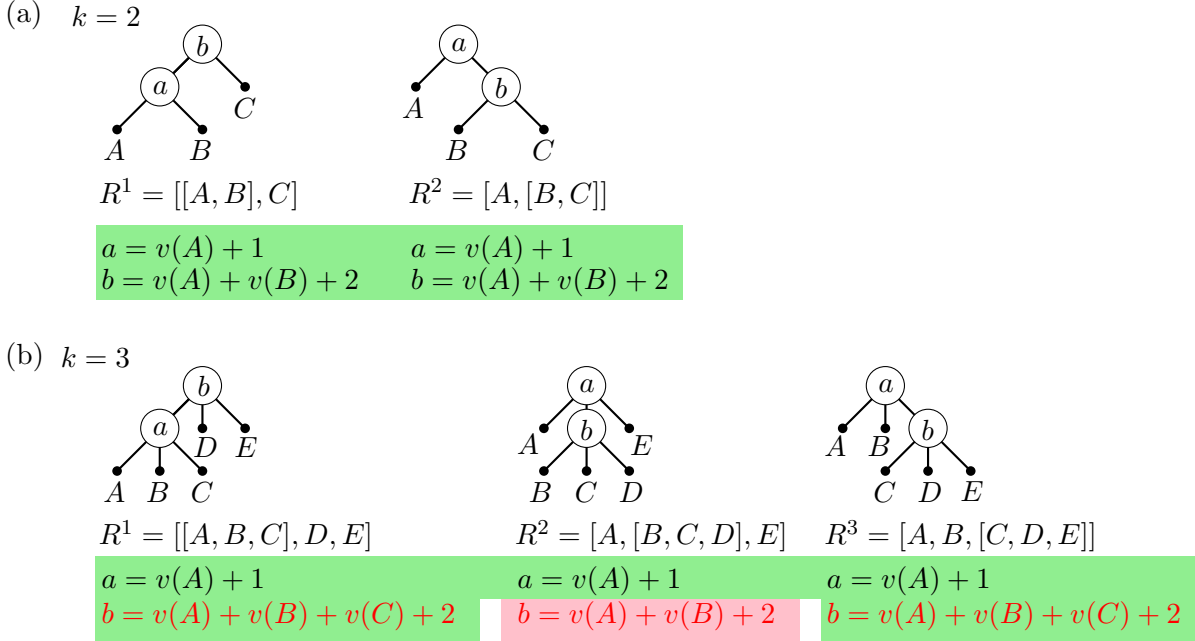 (a) k = 2
b
a
a
C
A
b
A B
B C
R¹ = [[A, B], C] R² = [A, [B, C]]
a = v(A) + 1 a = v(A) + 1
b = v(A) + v(B) + 2 b = v(A) + v(B) + 2
(b) k = 3
b a a
a D E
A b E
A B b
A B C
B C D
C D E
R¹ = [[A, B, C], D, E] R² = [A, [B, C, D], E] R³ = [A, B, [C, D, E]]
a = v(A) + 1 a = v(A) + 1 a = v(A) + 1
b = v(A) + v(B) + v(C) + 2 b = v(A) + v(B) + 2 b = v(A) + v(B) + v(C) + 2